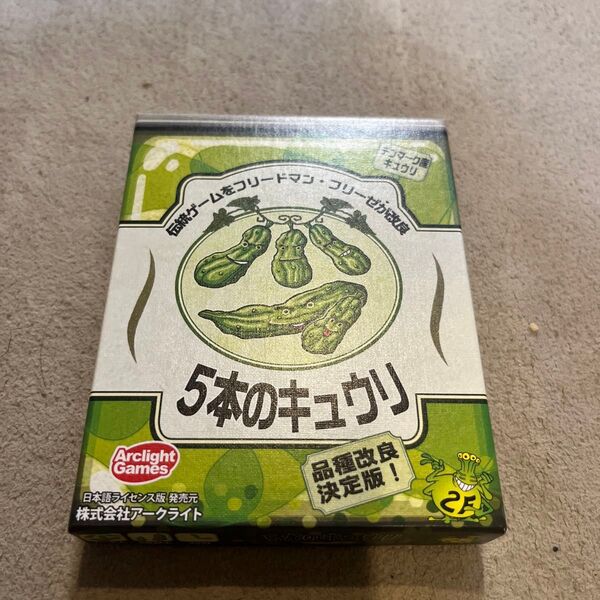 デンマーク産
キュウリ
伝統ゲームをフリードマン・フリーゼが改良
5本のキュウリ
品種改良
決定版！
Arclight
Games
日本語ライセンス版 発売元
株式会社アークライト
2F